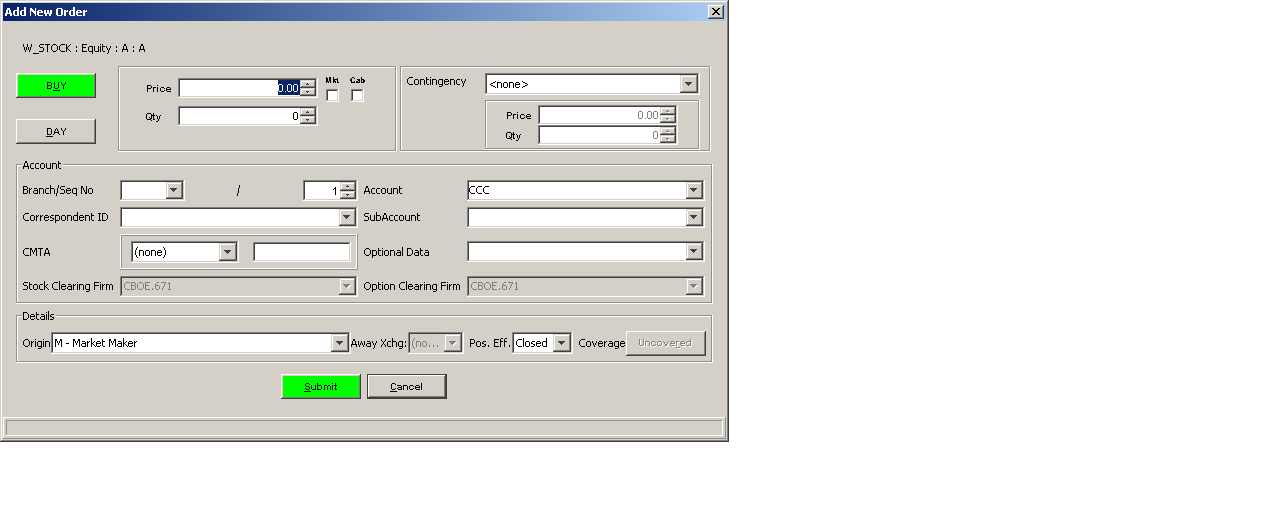 Add New Order
W_STOCK : Equity : A : A
BUY
Price 0.00 Mkt Cab
Qty 0
DAY
Contingency <none>
Price 0.00
Qty 0
Account
Branch/Seq No / 1 Account CCC
Correspondent ID SubAccount
CMTA (none) Optional Data
Stock Clearing Firm CBOE.671 Option Clearing Firm CBOE.671
Details
Origin M - Market Maker Away Xchg: (no... Pos. Eff. Closed Coverage Uncovered
Submit Cancel